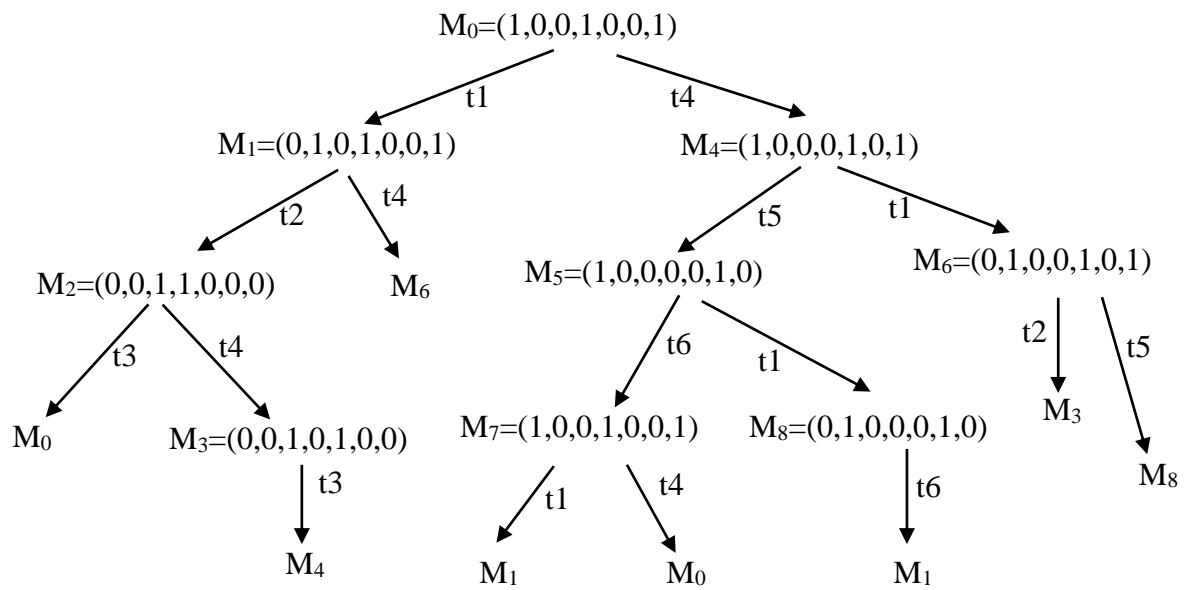 M₀=(1,0,0,1,0,0,1)
t1
t4
M₁=(0,1,0,1,0,0,1)
M₄=(1,0,0,0,1,0,1)
t2
t4
t5
t1
M₂=(0,0,1,1,0,0,0)
M₆
M₅=(1,0,0,0,0,1,0)
M₆=(0,1,0,0,1,0,1)
t3
t4
t6
t1
t2
t5
M₀
M₃=(0,0,1,0,1,0,0)
M₇=(1,0,0,1,0,0,1)
M₈=(0,1,0,0,0,1,0)
M₃
M₈
t3
t1
t4
t6
M₄
M₁
M₀
M₁